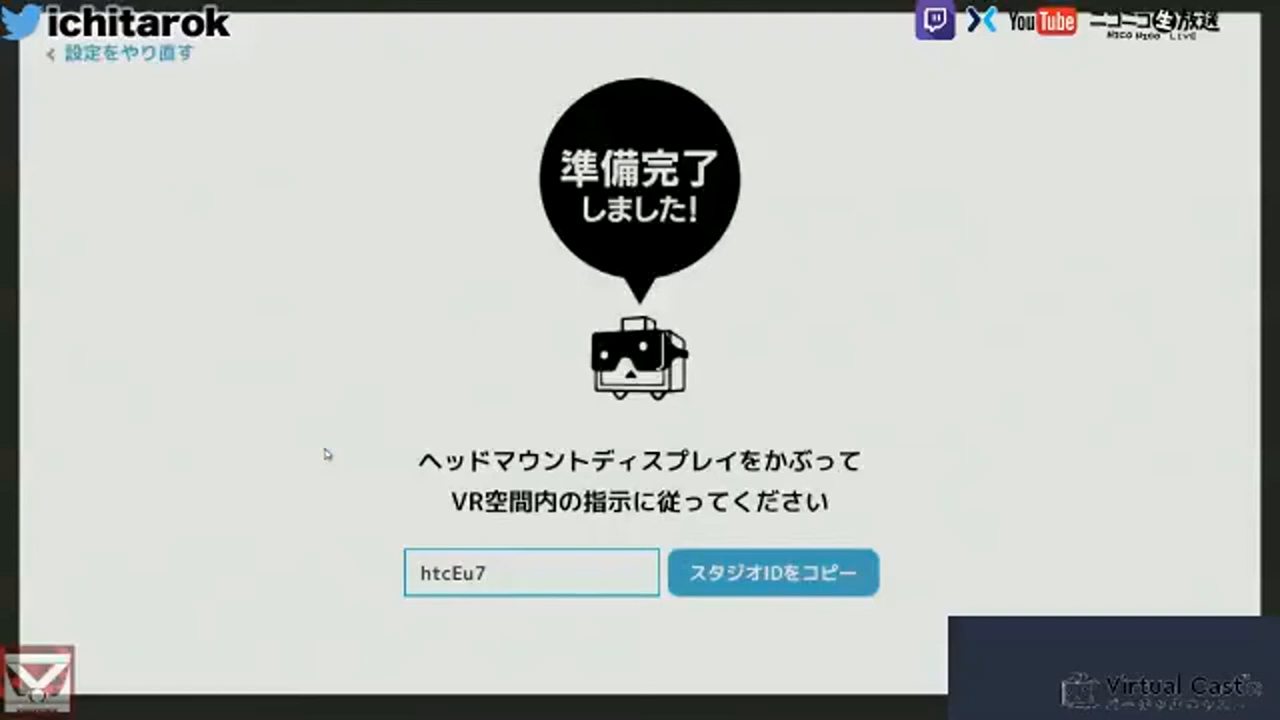 ichitarok
YouTube
ニコニコ生放送
NICO NICO LIVE
設定をやり直す
準備完了
しました!
ヘッドマウントディスプレイをかぶって
VR空間内の指示に従ってください
htcEu7
スタジオIDをコピー
Virtual Cast